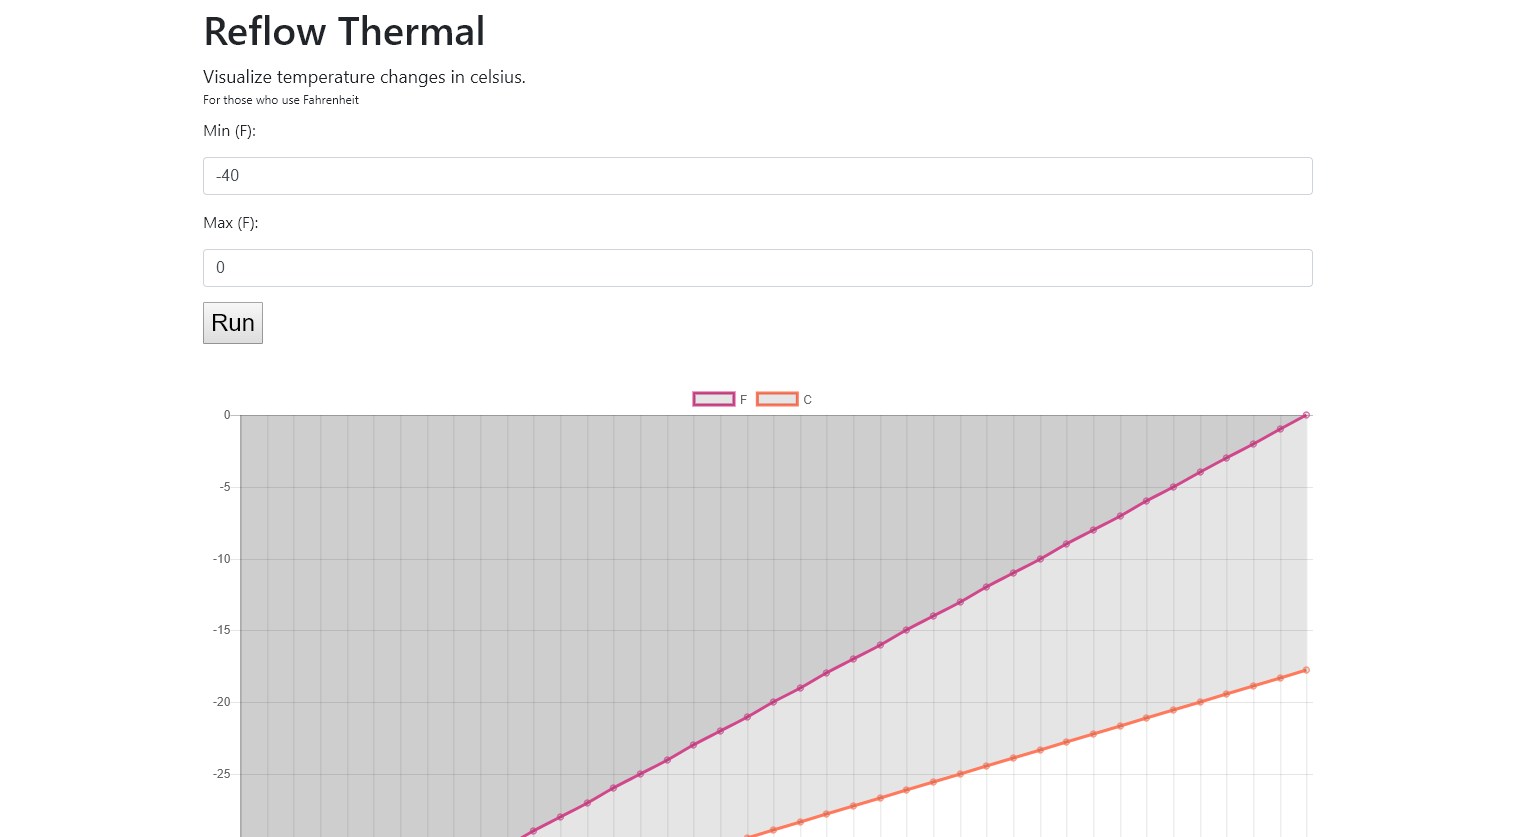 Reflow Thermal
Visualize temperature changes in celsius.
For those who use Fahrenheit
Min (F):
-40
Max (F):
0
Run
F C
0
-5
-10
-15
-20
-25